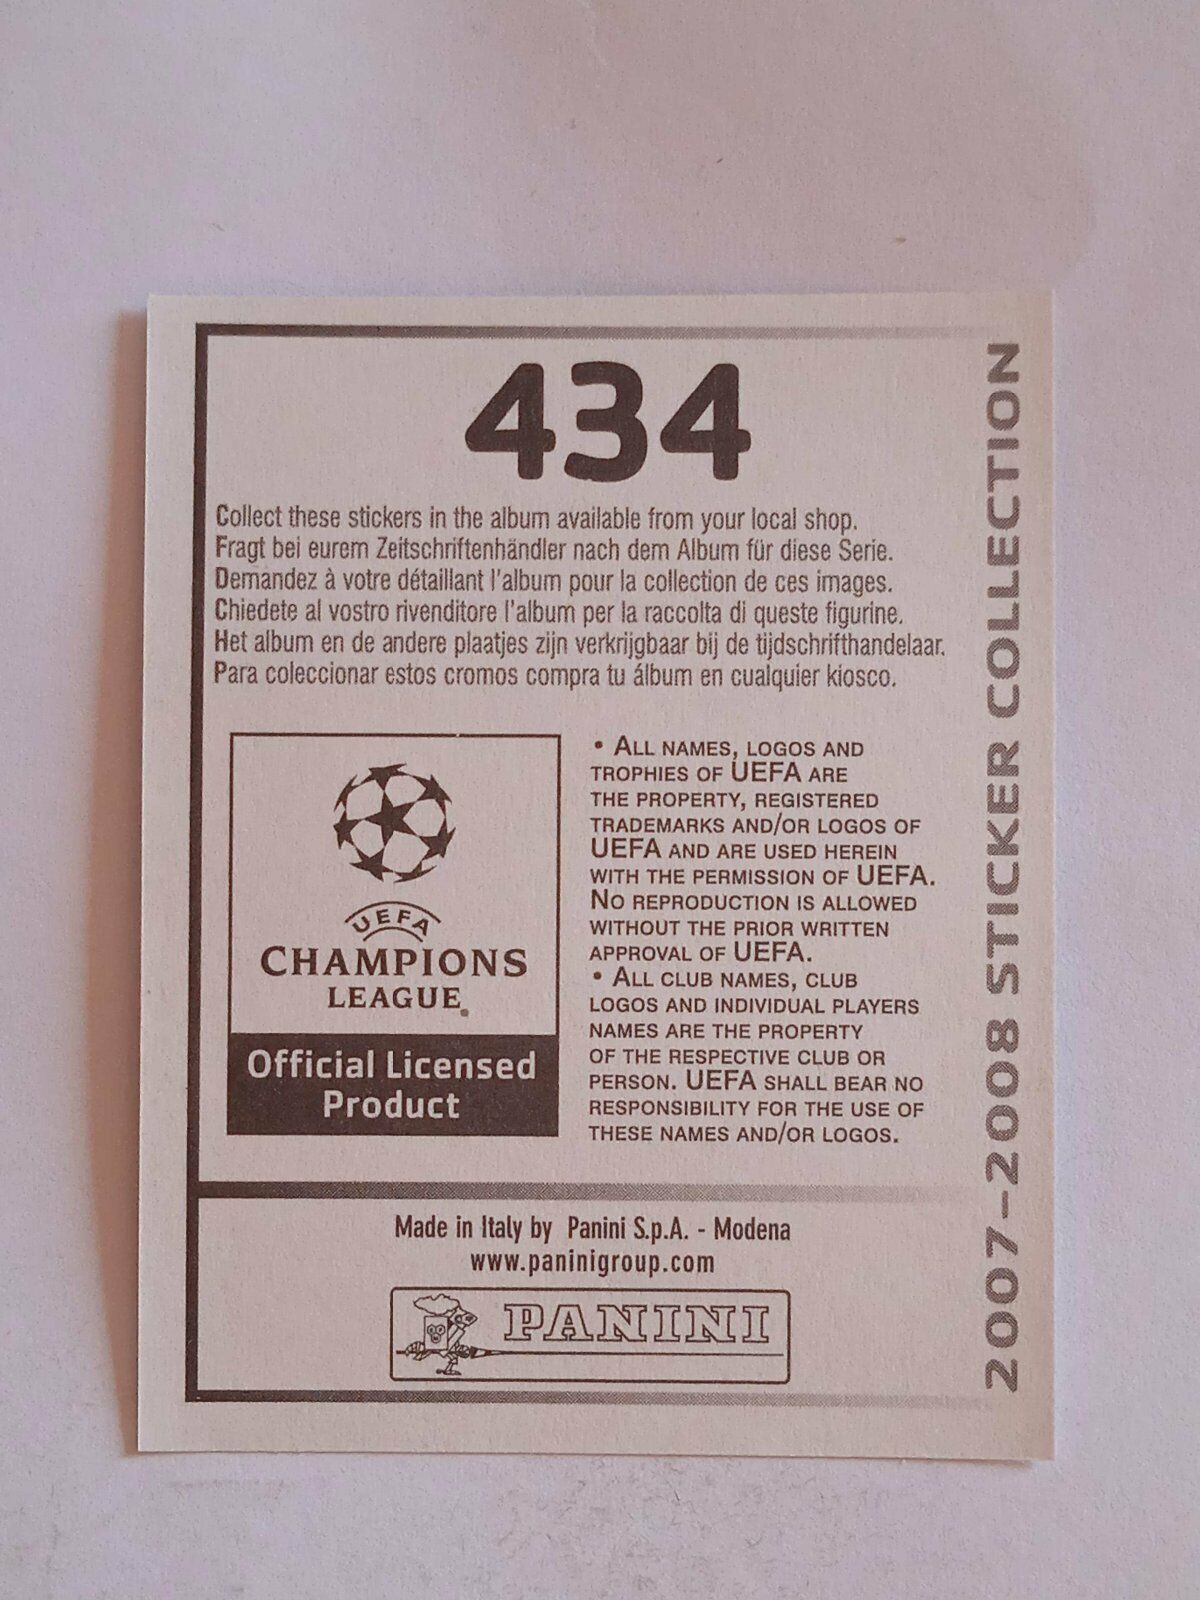 434
Collect these stickers in the album available from your local shop.
Fragt bei eurem Zeitschriftenhändler nach dem Album für diese Serie.
Demandez à votre détaillant l'album pour la collection de ces images.
Chiedete al vostro rivenditore l'album per la raccolta di queste figurine.
Het album en de andere plaatjes zijn verkrijgbaar bij de tijdschrifthandelaar.
Para coleccionar estos cromos compra tu álbum en cualquier kiosco.
UEFA
CHAMPIONS
LEAGUE
Official Licensed
Product
• ALL NAMES, LOGOS AND
TROPHIES OF UEFA ARE
THE PROPERTY, REGISTERED
TRADEMARKS AND/OR LOGOS OF
UEFA AND ARE USED HEREIN
WITH THE PERMISSION OF UEFA.
NO REPRODUCTION IS ALLOWED
WITHOUT THE PRIOR WRITTEN
APPROVAL OF UEFA.
• ALL CLUB NAMES, CLUB
LOGOS AND INDIVIDUAL PLAYERS
NAMES ARE THE PROPERTY
OF THE RESPECTIVE CLUB OR
PERSON. UEFA SHALL BEAR NO
RESPONSIBILITY FOR THE USE OF
THESE NAMES AND/OR LOGOS.
Made in Italy by Panini S.p.A. - Modena
www.paninigroup.com
PANINI
2007-2008 STICKER COLLECTION